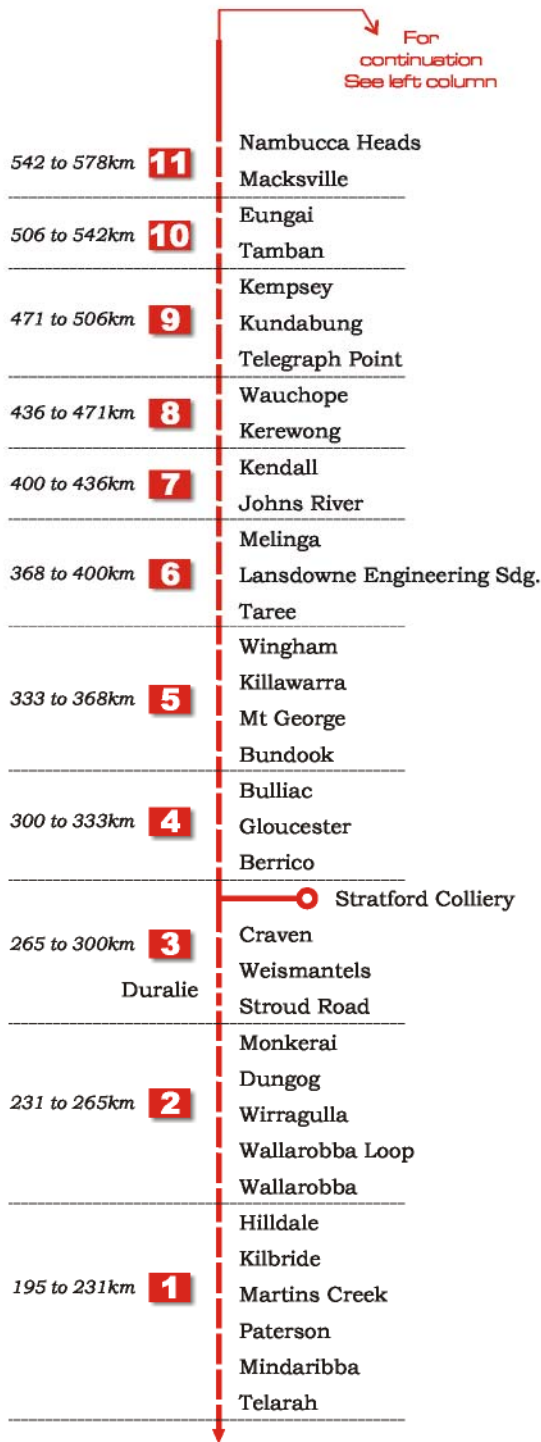 For
continuation
See left column
Nambucca Heads
542 to 578km 11
Macksville
Eungai
506 to 542km 10
Tamban
Kempsey
471 to 506km 9
Kundabung
Telegraph Point
Wauchope
436 to 471km 8
Kerewong
Kendall
400 to 436km 7
Johns River
Melinga
368 to 400km 6
Lansdowne Engineering Sdg.
Taree
Wingham
Killawarra
333 to 368km 5
Mt George
Bundook
Bulliac
300 to 333km 4
Gloucester
Berrico
Stratford Colliery
Craven
265 to 300km 3
Weismantels
Duralie
Stroud Road
Monkerai
Dungog
231 to 265km 2
Wirragulla
Wallarobba Loop
Wallarobba
Hilldale
Kilbride
195 to 231km 1
Martins Creek
Paterson
Mindaribba
Telarah